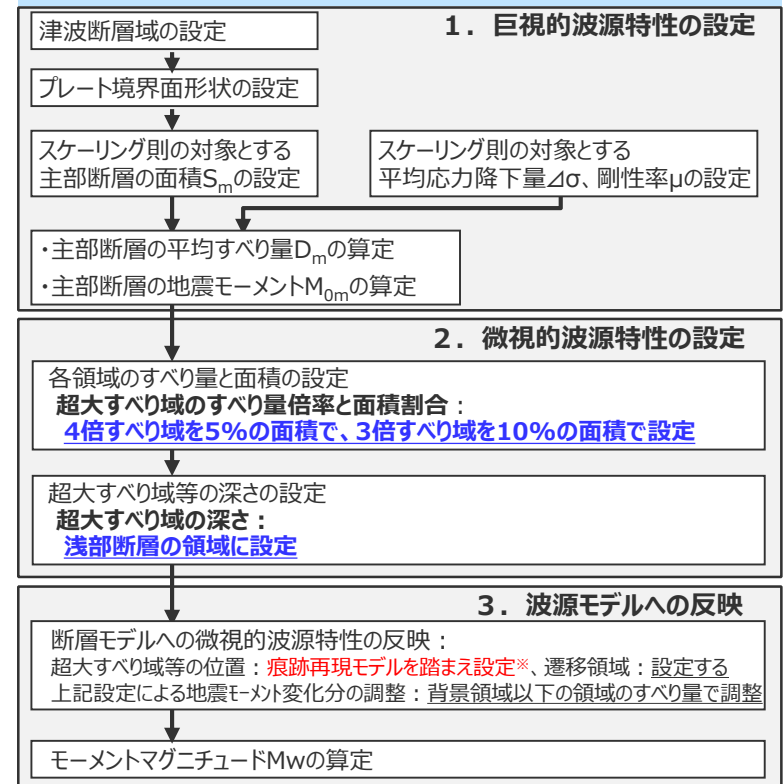 1．巨視的波源特性の設定
津波断層域の設定
プレート境界面形状の設定
スケーリング則の対象とする
主部断層の面積Smの設定
スケーリング則の対象とする
平均応力降下量⊿σ、剛性率μの設定
・主部断層の平均すべり量Dmの算定
・主部断層の地震モーメントM0mの算定
2．微視的波源特性の設定
各領域のすべり量と面積の設定
超大すべり域のすべり量倍率と面積割合：
4倍すべり域を5%の面積で、3倍すべり域を10%の面積で設定
超大すべり域等の深さの設定
超大すべり域の深さ：
浅部断層の領域に設定
3．波源モデルへの反映
断層モデルへの微視的波源特性の反映：
超大すべり域等の位置：痕跡再現モデルを踏まえ設定※、遷移領域：設定する
上記設定による地震モーメント変化分の調整：背景領域以下の領域のすべり量で調整
モーメントマグニチュードMwの算定